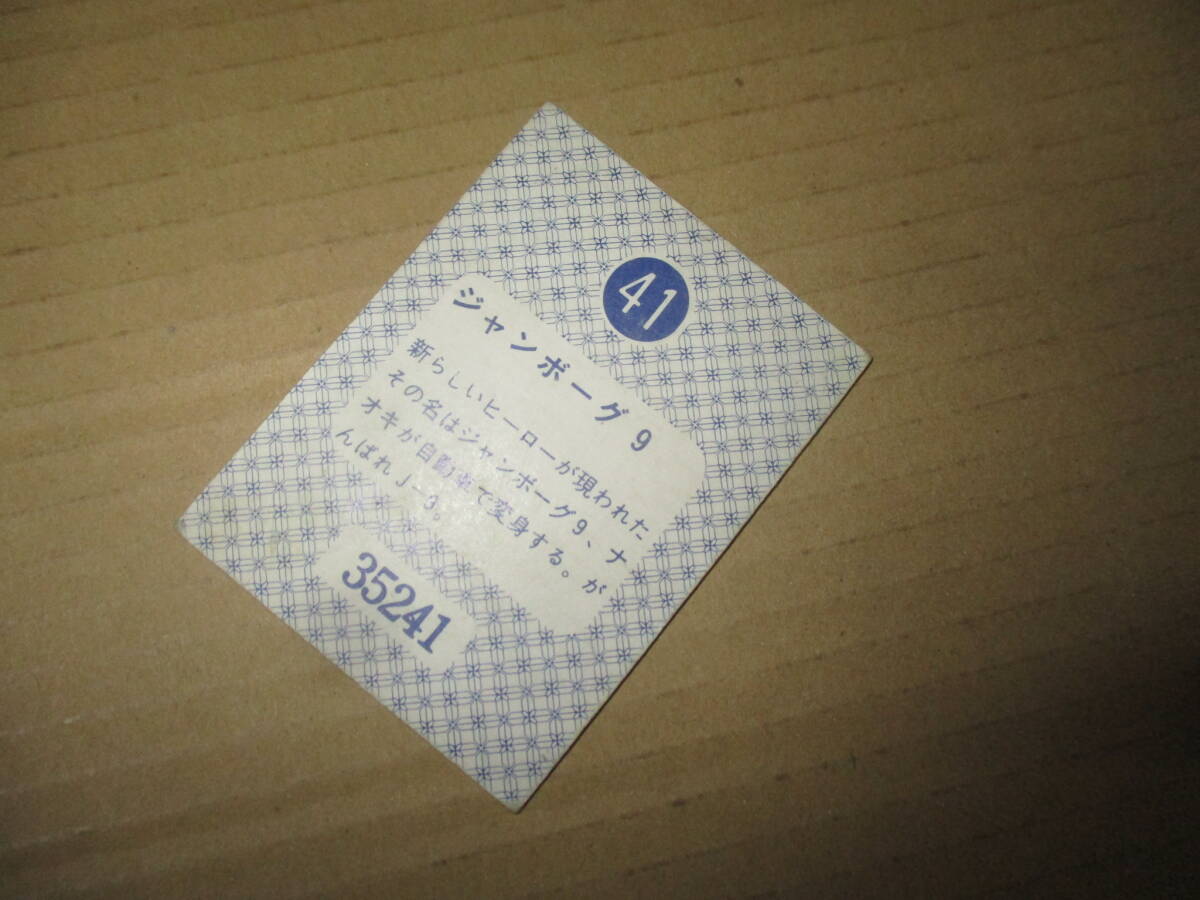 41
ジャンボーグ9
新らしいヒーローが現われた
その名はジャンボーグ9、ナ
オキが自動車で変身する。が
んばれJ-9。
35241